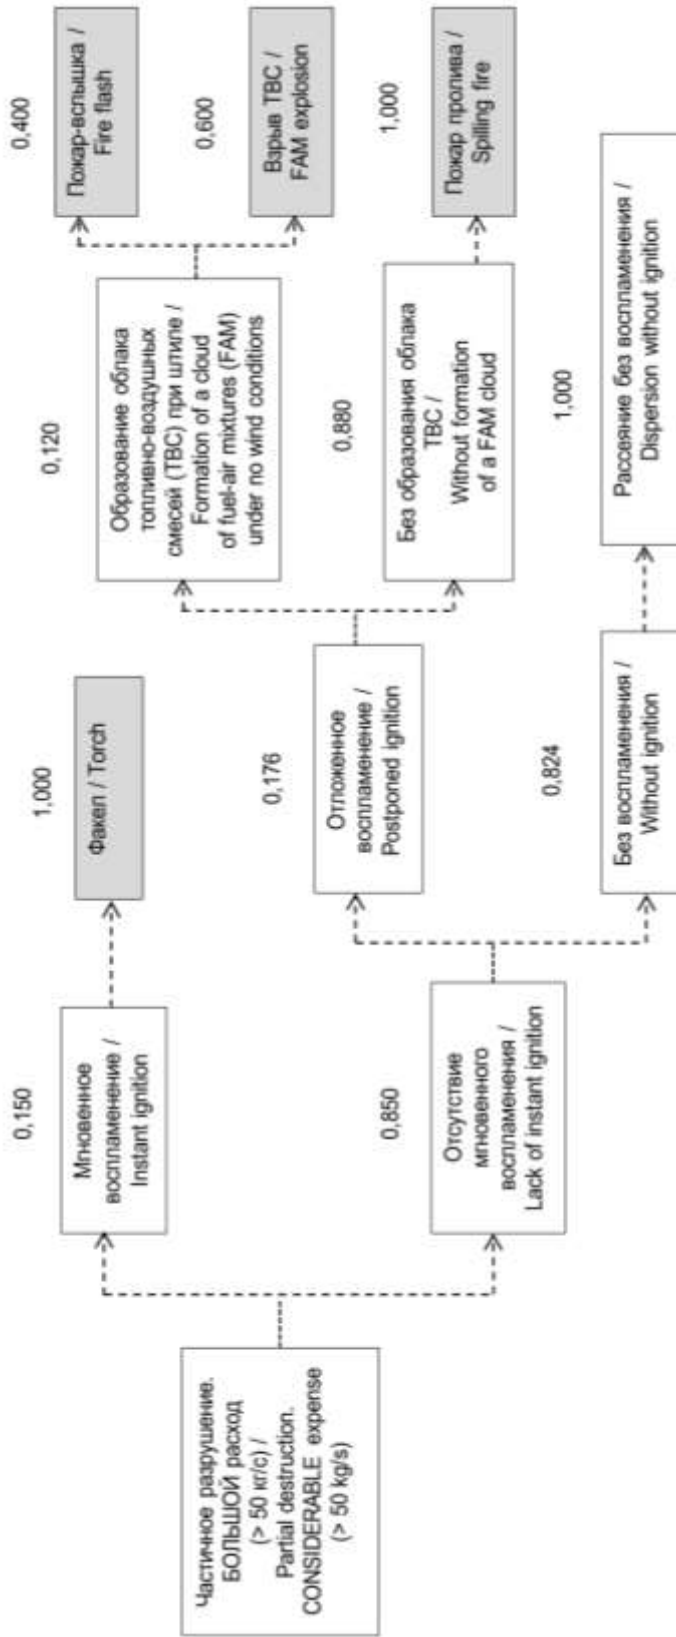 Частичное разрушение.
БОЛЬШОЙ расход
(> 50 кг/с) /
Partial destruction.
CONSIDERABLE expense
(> 50 kg/s)
0,150
Мгновенное
воспламенение /
Instant ignition
1,000
Факел / Torch
0,850
Отсутствие
мгновенного
воспламенения /
Lack of instant ignition
0,176
Отложенное
воспламенение /
Postponed ignition
0,120
Образование облака
топливно-воздушных
смесей (ТВС) при штиле /
Formation of a cloud
of fuel-air mixtures (FAM)
under no wind conditions
0,400
Пожар-вспышка /
Fire flash
0,600
Взрыв ТВС /
FAM explosion
0,880
Без образования облака
ТВС /
Without formation
of a FAM cloud
1,000
Пожар пролива /
Spilling fire
0,824
Без воспламенения /
Without ignition
1,000
Рассеяние без воспламенения /
Dispersion without ignition